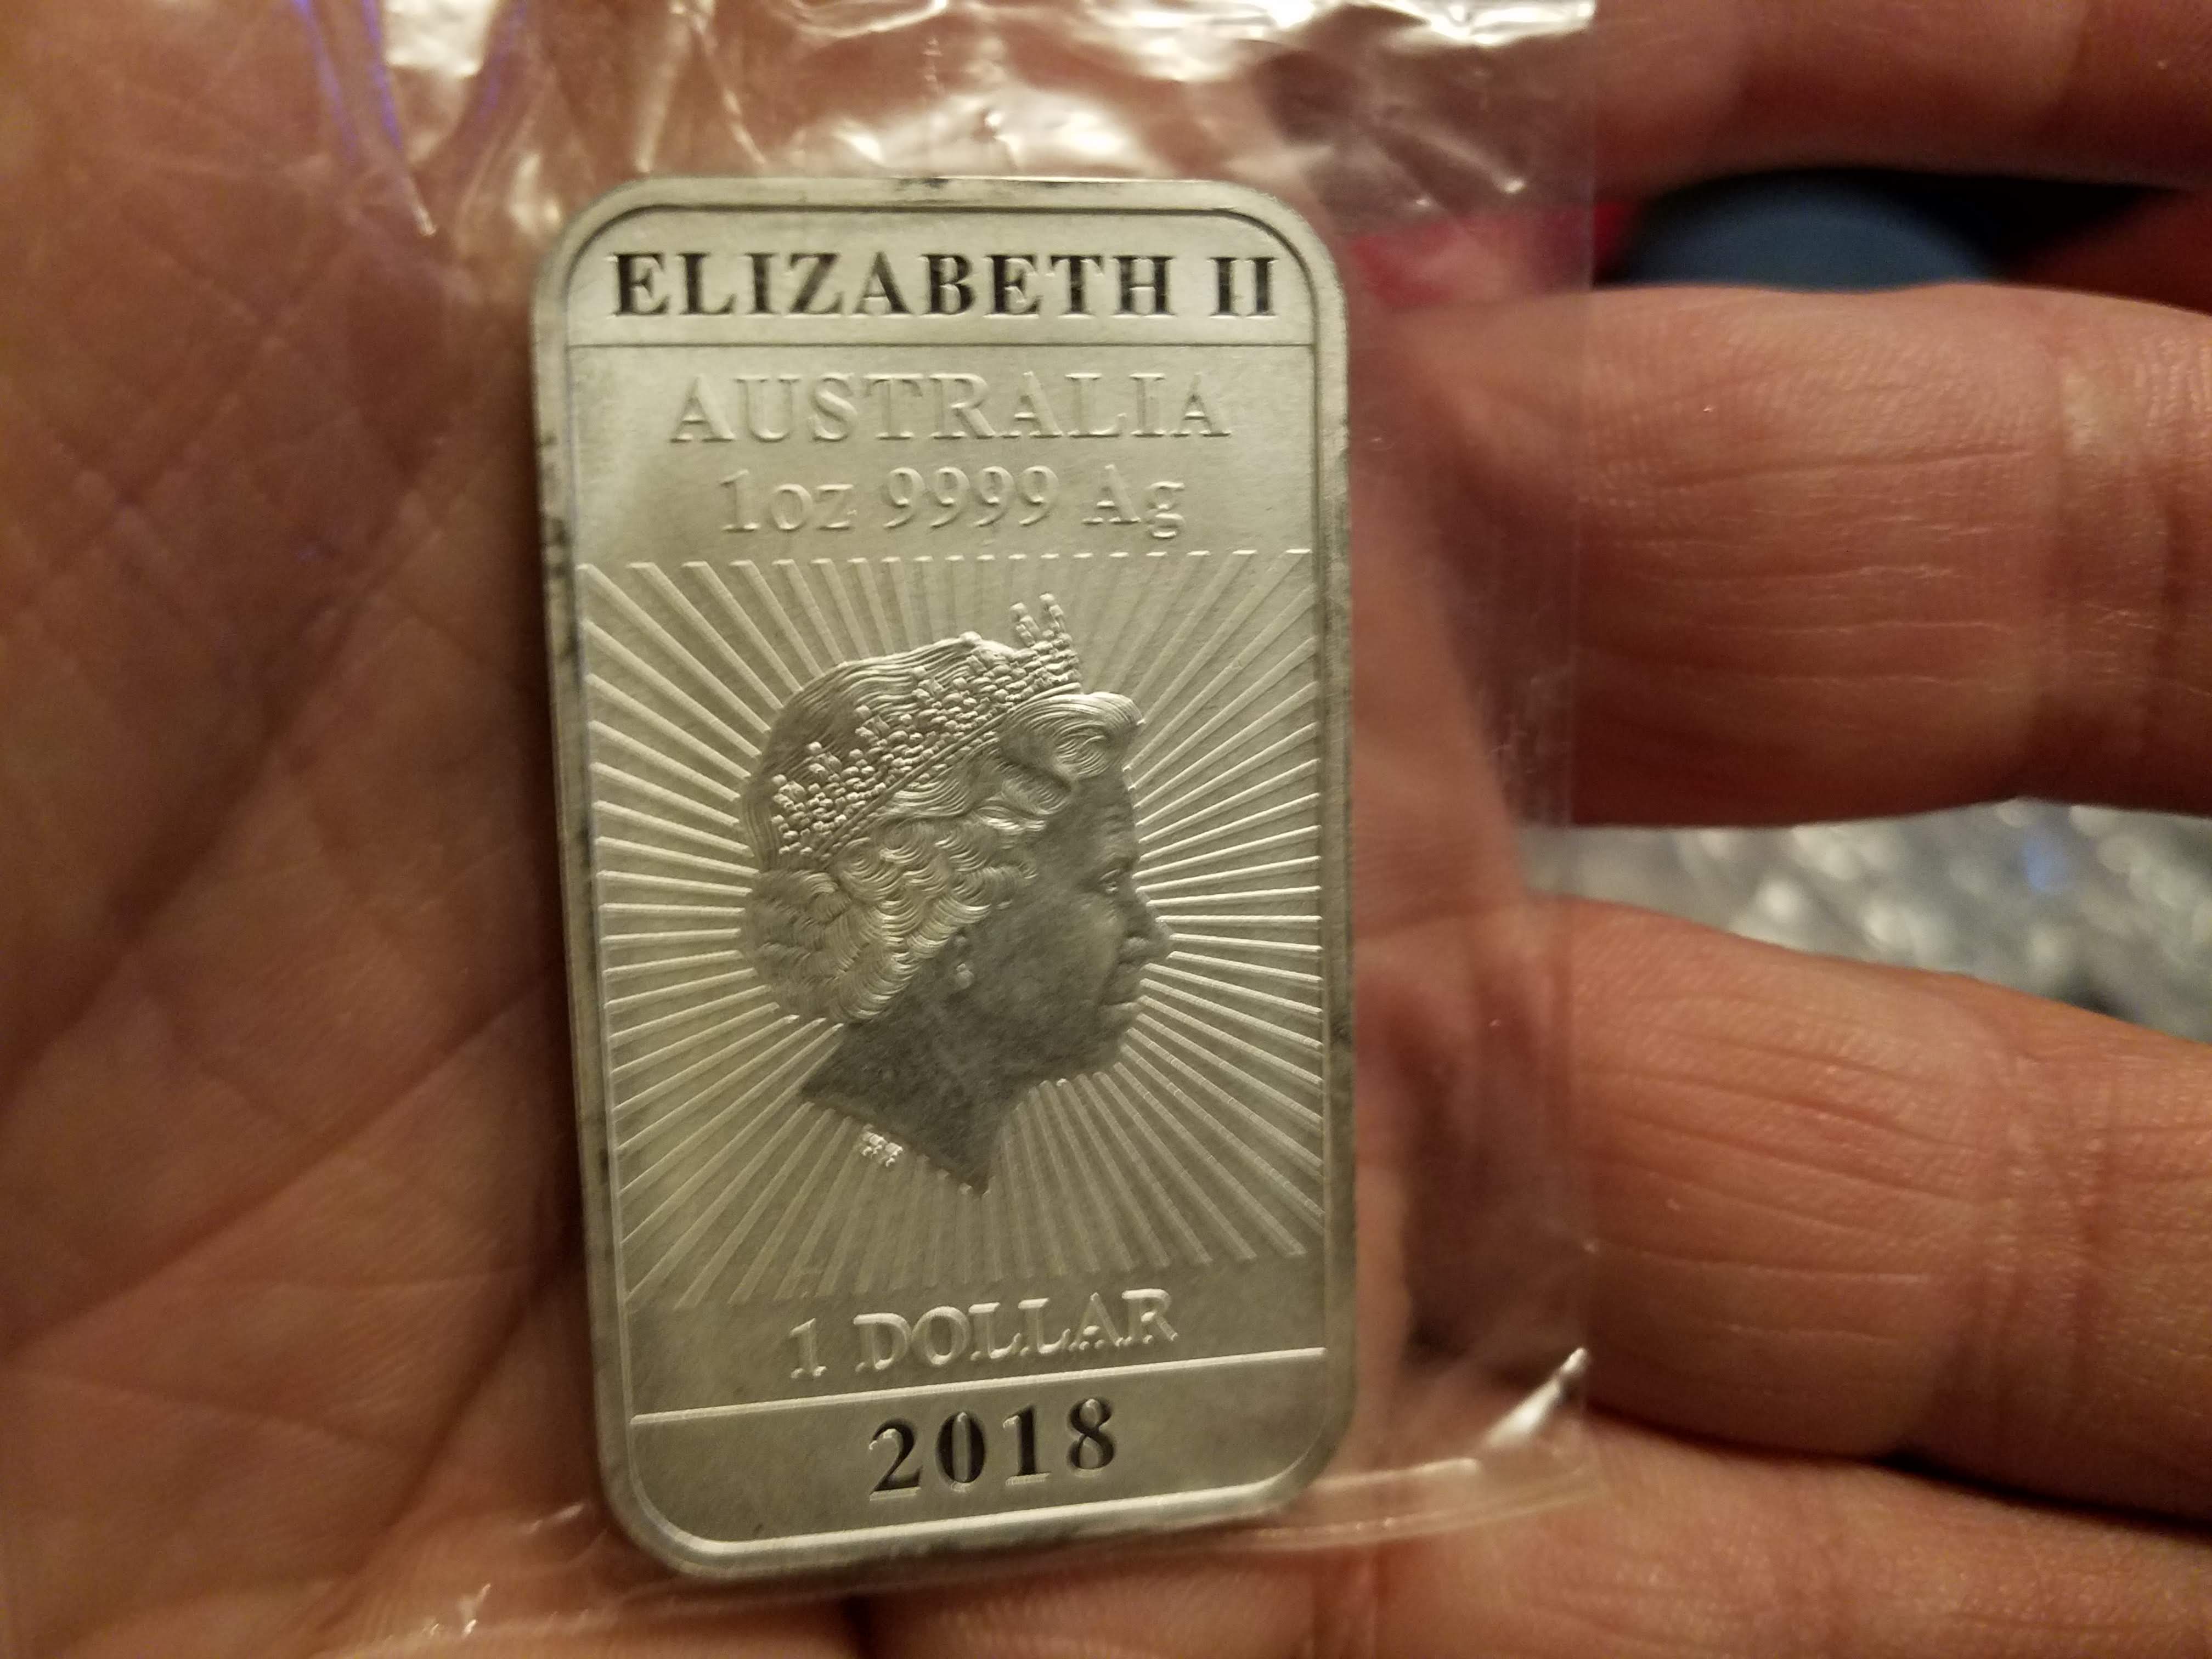 ELIZABETH II
AUSTRALIA
1oz 9999 Ag
1 DOLLAR
2018